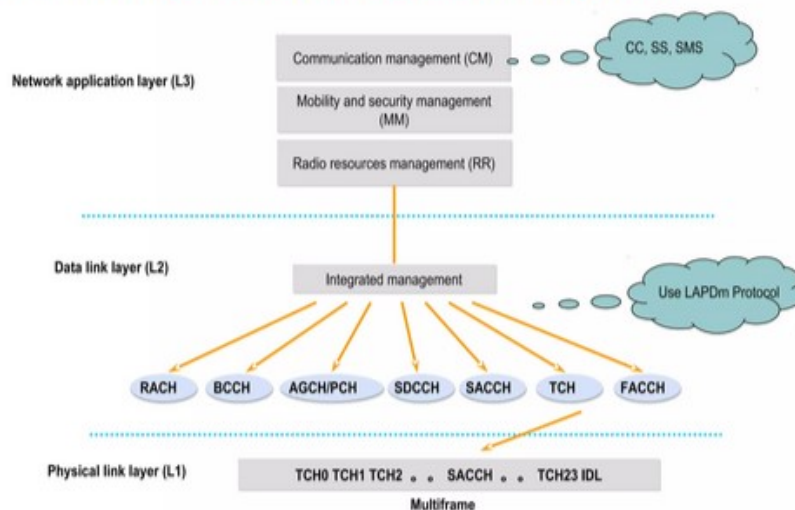 Communication management (CM)
CC, SS, SMS
Network application layer (L3)
Mobility and security management
(MM)
Radio resources management (RR)
Data link layer (L2)
Integrated management
Use LAPDm Protocol
RACH BCCH AGCH/PCH SDCCH SACCH TCH FACCH
Physical link layer (L1)
TCH0 TCH1 TCH2 。 。 SACCH 。 。 TCH23 IDL
Multiframe